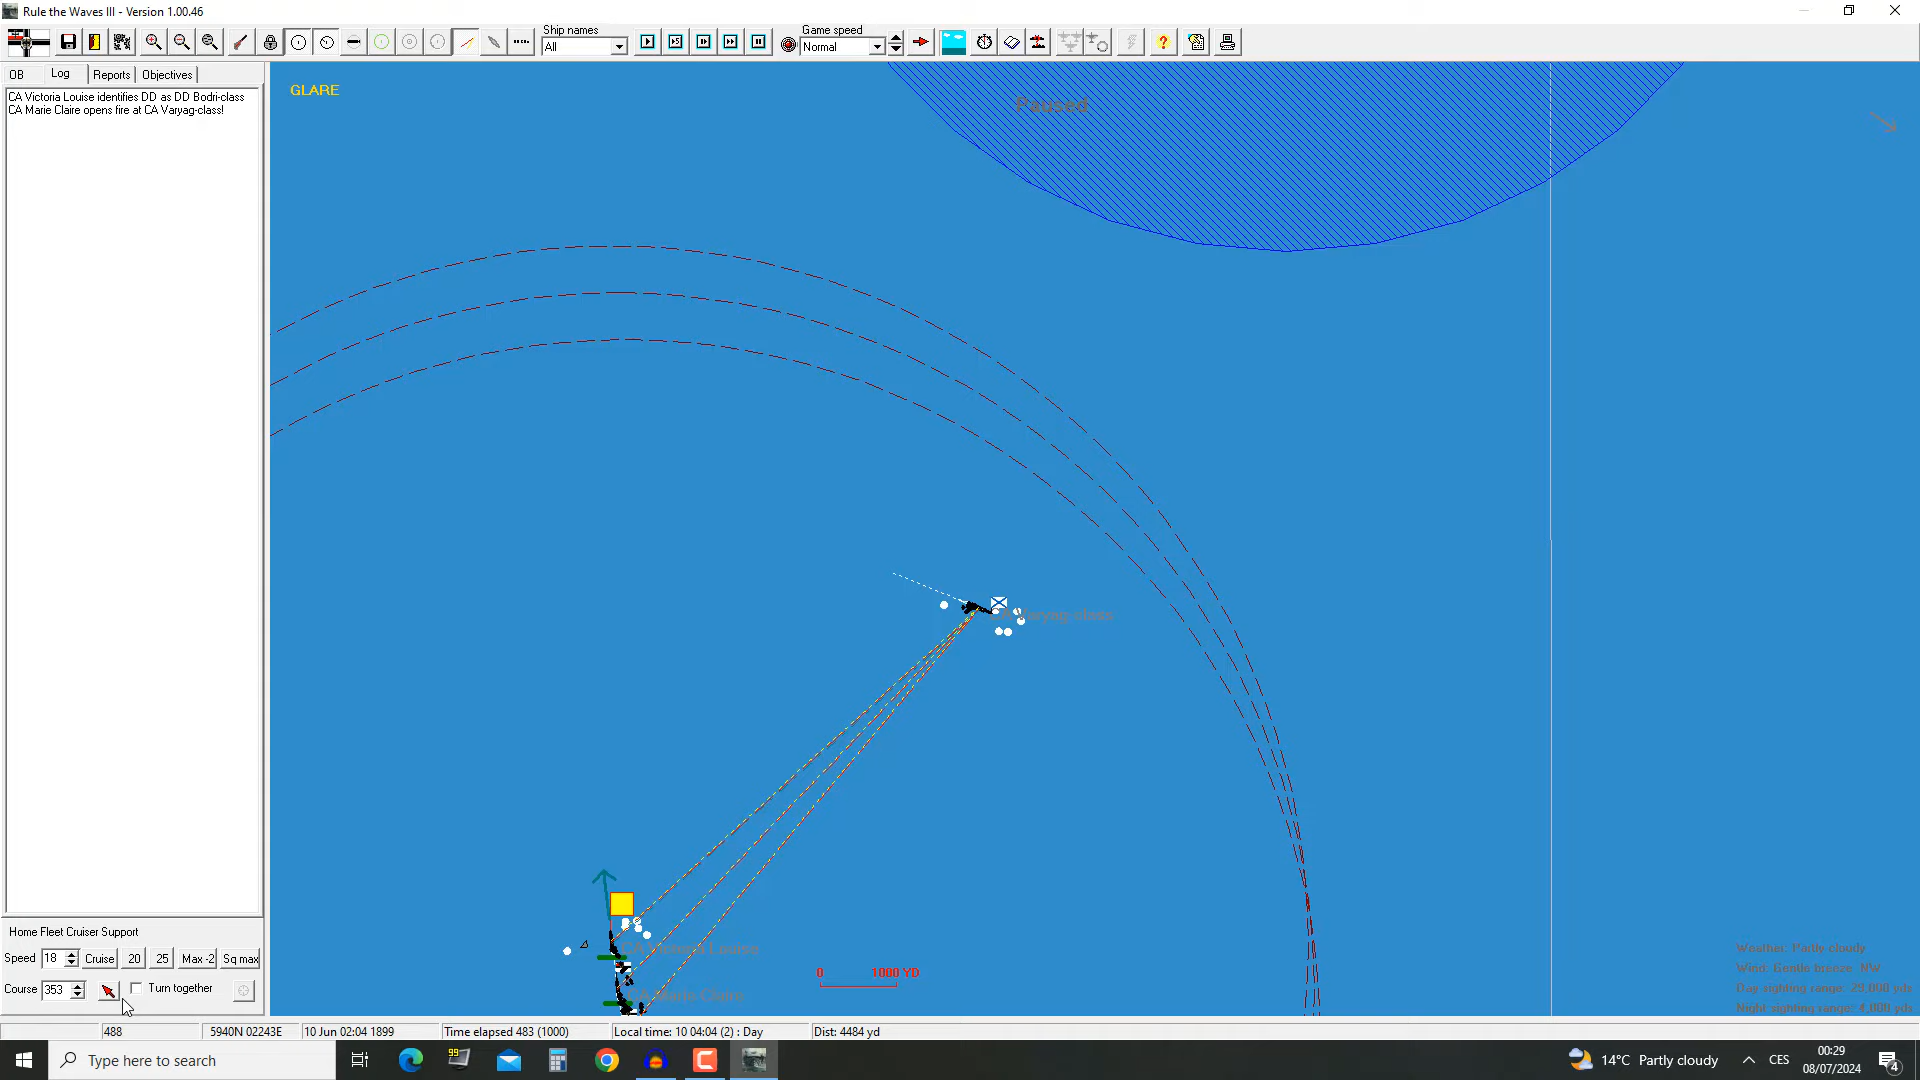 Rule the Waves III - Version 1.00.46
Ship names
All
Game speed
Normal
OB
Log
Reports
Objectives
CA Victoria Louise identifies DD as DD Bodri-class
CA Marie Claire opens fire at CA Varyag-class!
GLARE
Paused
CA Varyag-class
CA Victoria Louise
CA Marie Claire
0 1000 YD
Weather: Partly cloudy
Wind: Gentle breeze NW
Day sighting range: 29,000 yds
Night sighting range: 4,000 yds
Home Fleet Cruiser Support
Speed 18 Cruise 20 25 Max -2 Sq max
Course 353 Turn together
488
5940N 02243E
10 Jun 02:04 1899
Time elapsed 483 (1000)
Local time: 10 04:04 (2) : Day
Dist: 4484 yd
Type here to search
99
14°C Partly cloudy
CES
00:29
08/07/2024
4